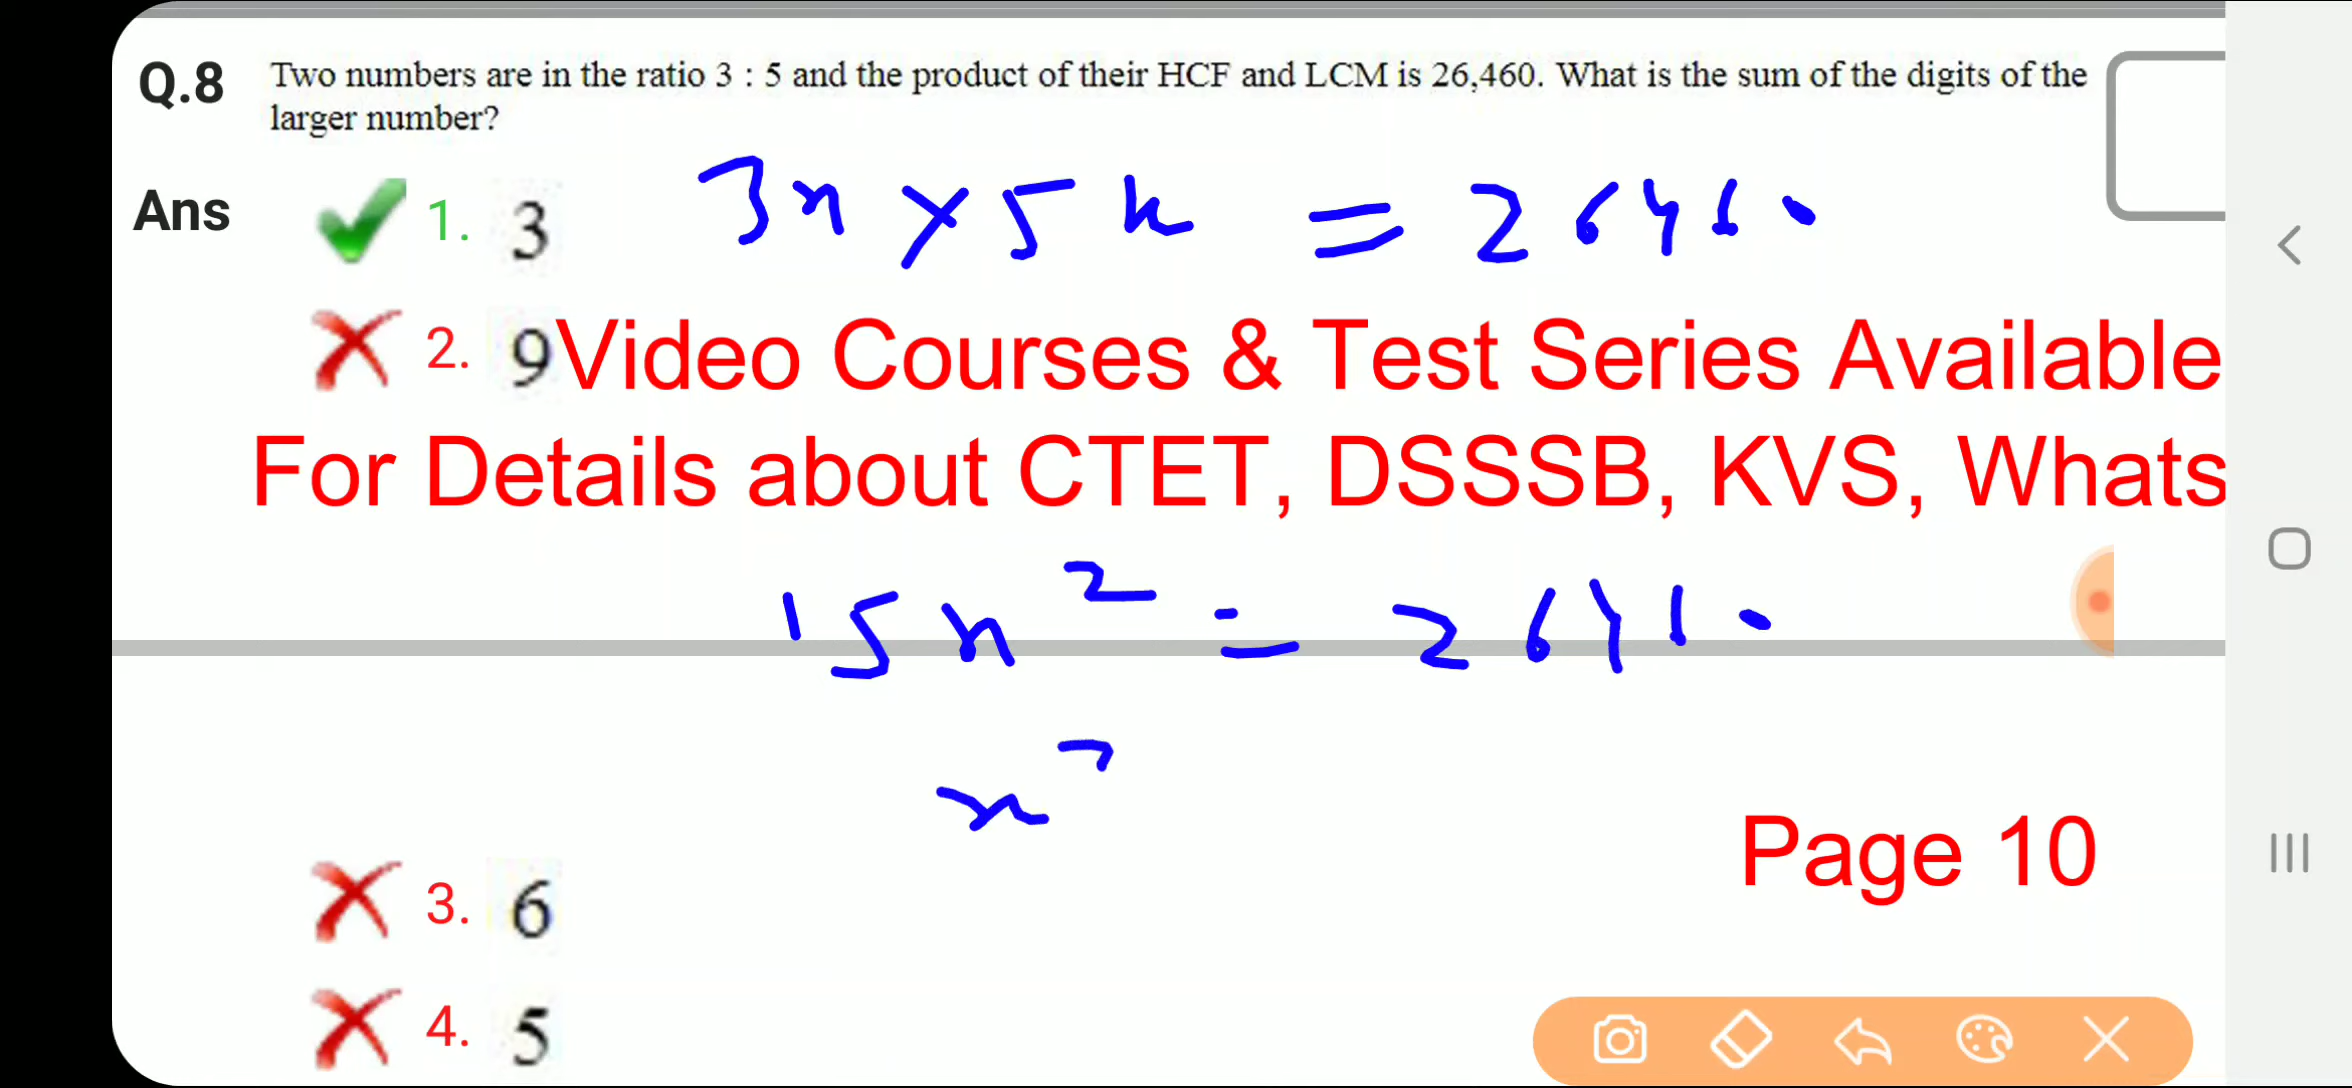 Q.8 Two numbers are in the ratio 3 : 5 and the product of their HCF and LCM is 26,460. What is the sum of the digits of the
larger number?
Ans 1. 3
3x × 5x = 26460
2. 9
Video Courses & Test Series Available
For Details about CTET, DSSSB, KVS, Whats
15x² = 26460
x²
Page 10
3. 6
4. 5